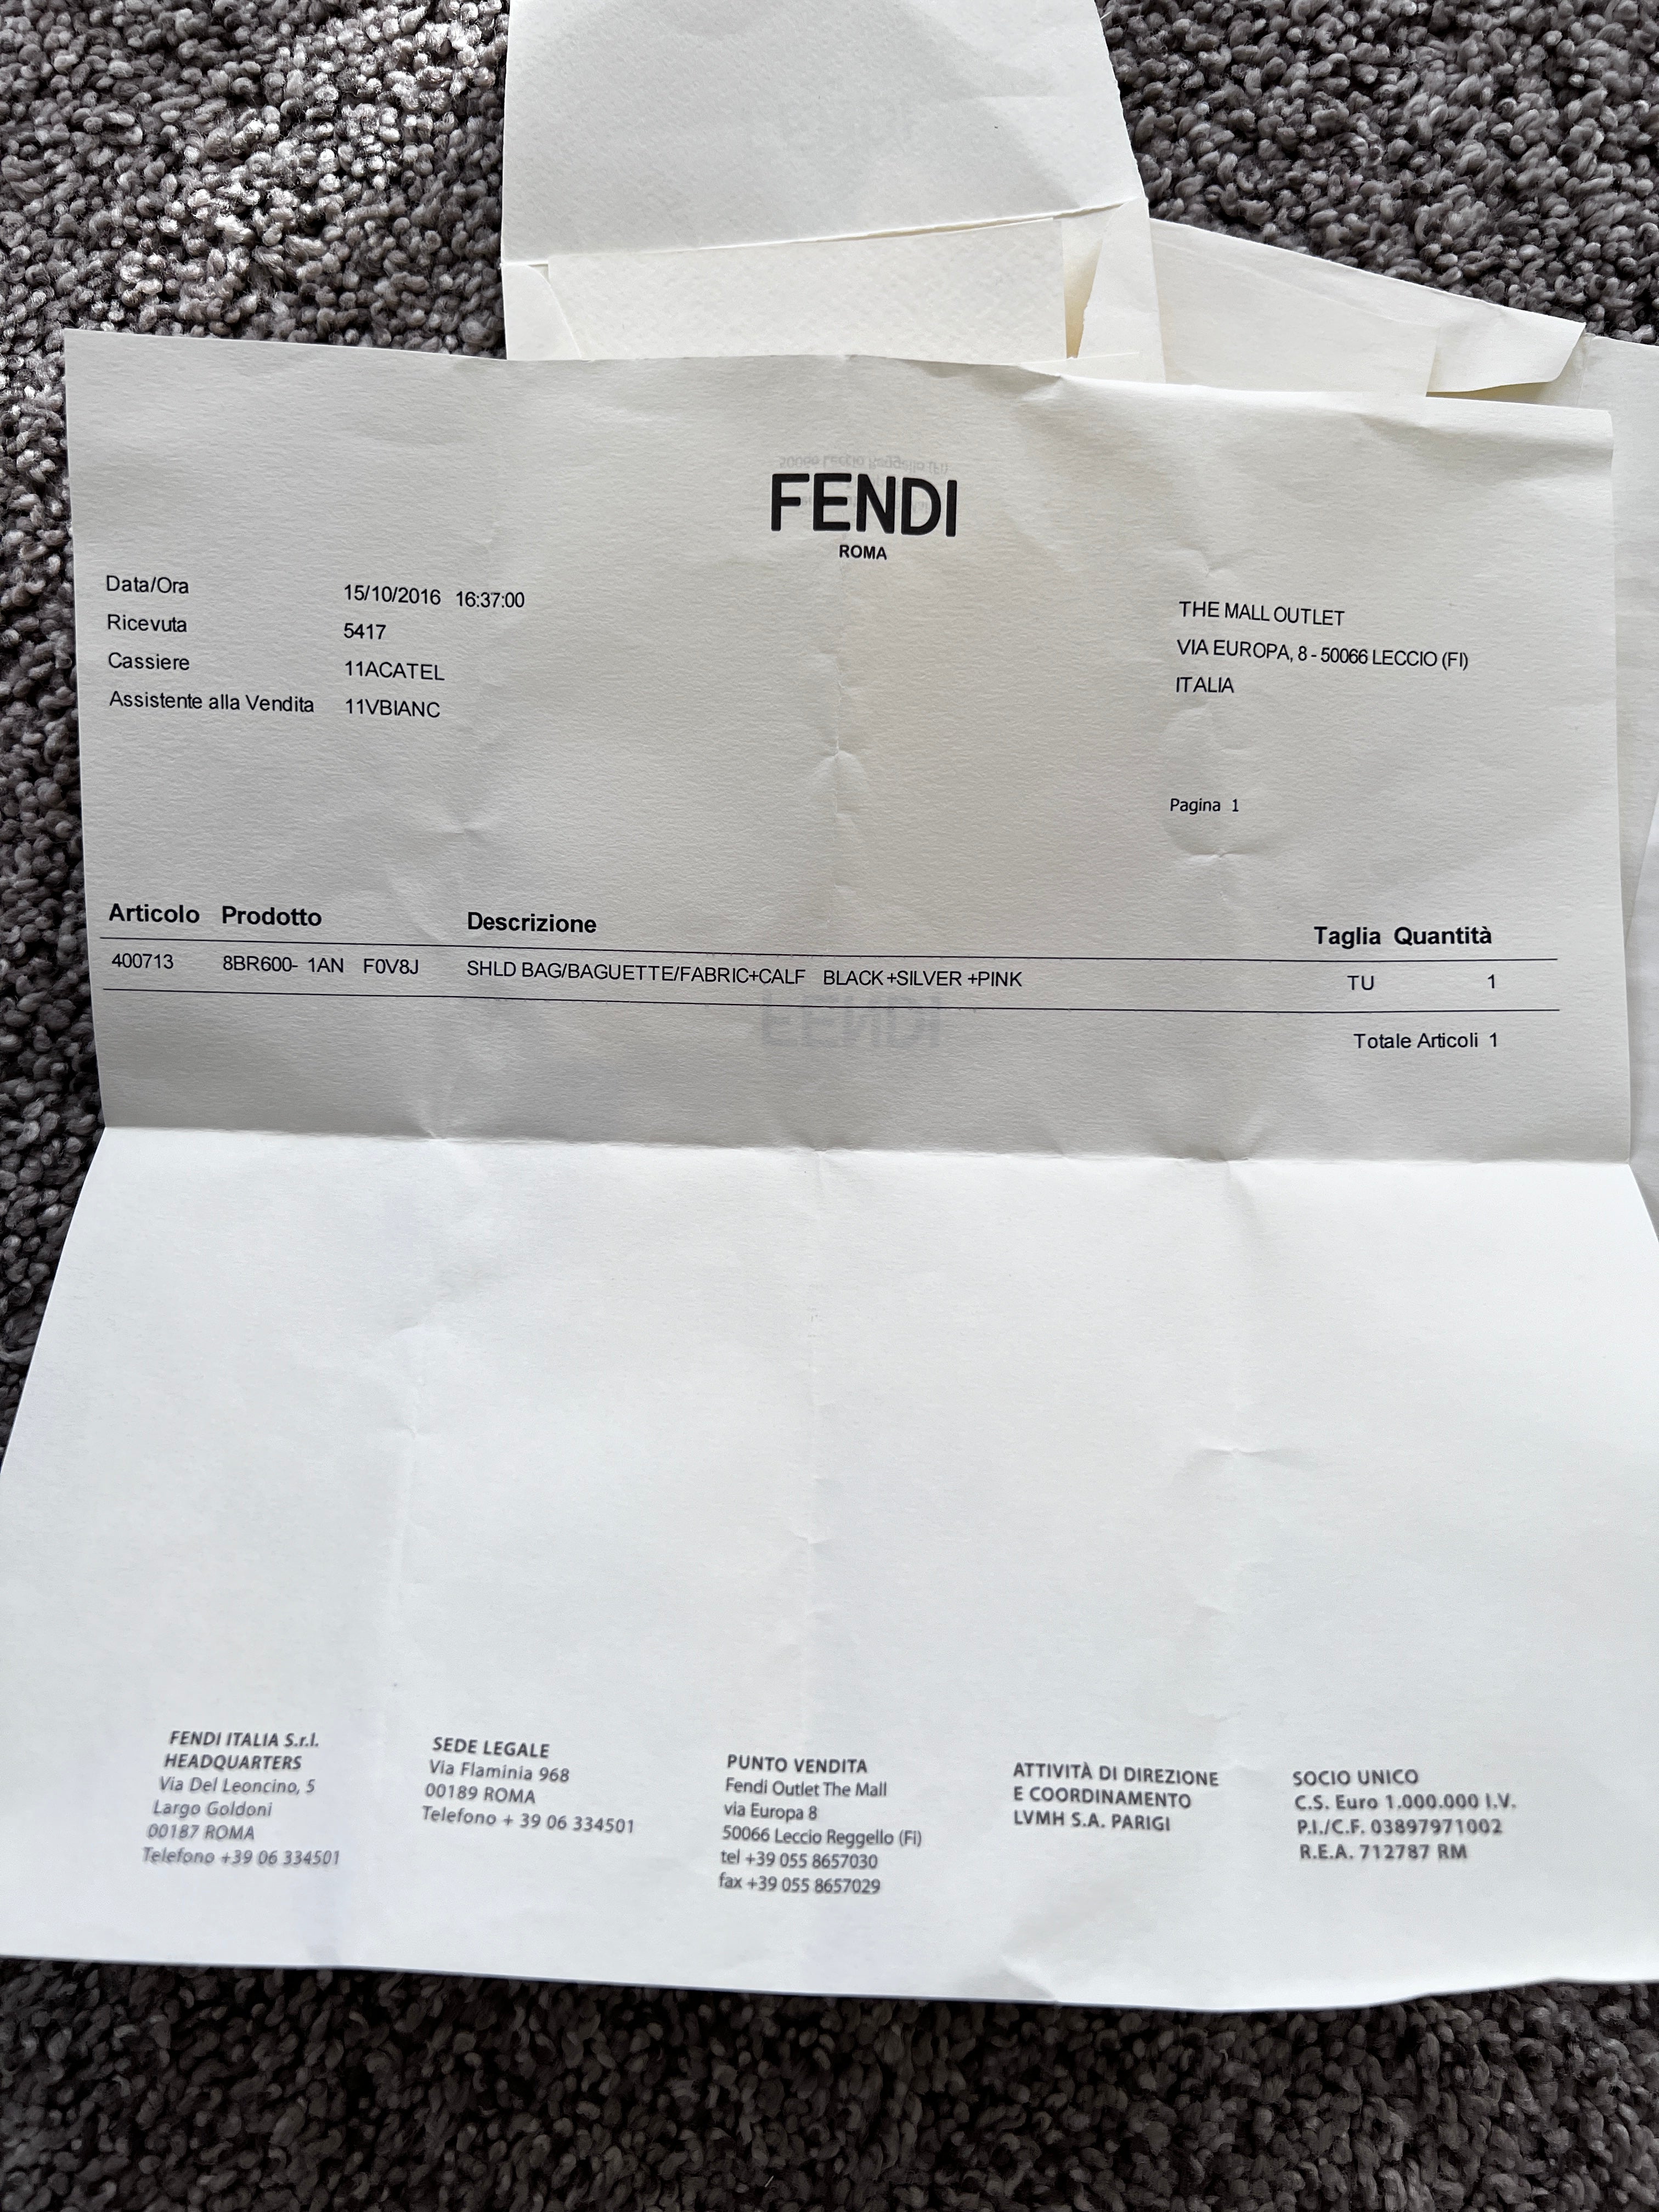 FENDI
ROMA
Data/Ora 15/10/2016 16:37:00
Ricevuta 5417
Cassiere 11ACATEL
Assistente alla Vendita 11VBIANC
THE MALL OUTLET
VIA EUROPA, 8 - 50066 LECCIO (FI)
ITALIA
Pagina 1
Articolo Prodotto Descrizione Taglia Quantità
400713 8BR600- 1AN F0V8J SHLD BAG/BAGUETTE/FABRIC+CALF BLACK+SILVER +PINK TU 1
Totale Articoli 1
FENDI ITALIA S.r.l.
HEADQUARTERS
Via Del Leoncino, 5
Largo Goldoni
00187 ROMA
Telefono +39 06 334501
SEDE LEGALE
Via Flaminia 968
00189 ROMA
Telefono + 39 06 334501
PUNTO VENDITA
Fendi Outlet The Mall
via Europa 8
50066 Leccio Reggello (Fi)
tel +39 055 8657030
fax +39 055 8657029
ATTIVITÀ DI DIREZIONE
E COORDINAMENTO
LVMH S.A. PARIGI
SOCIO UNICO
C.S. Euro 1.000.000 I.V.
P.I./C.F. 03897971002
R.E.A. 712787 RM